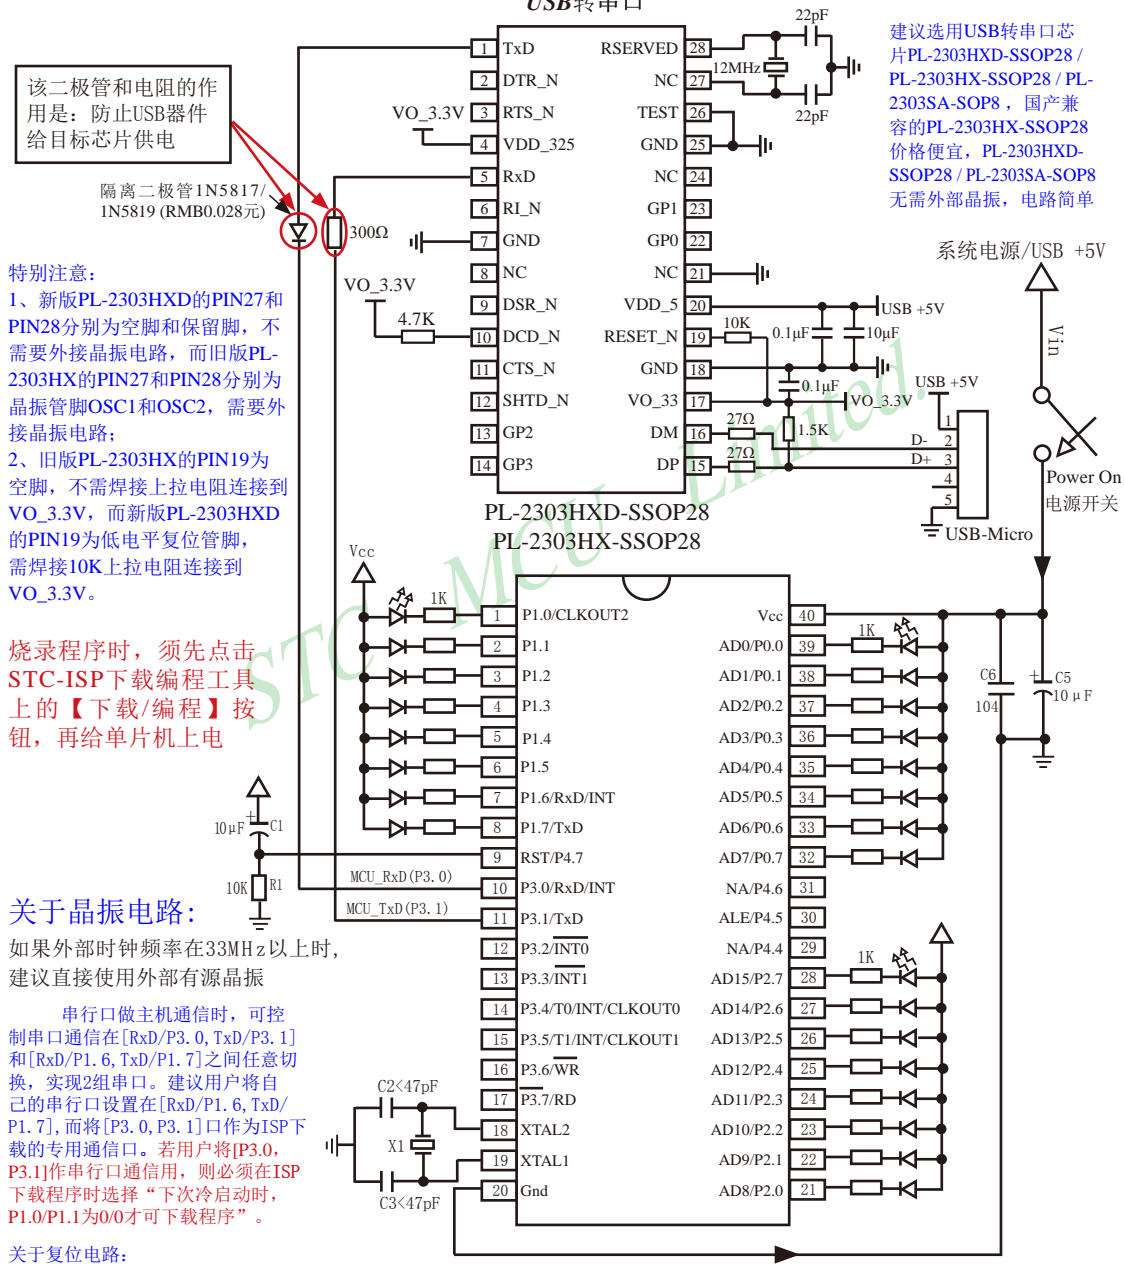 USB转串口
22pF
TxD
DTR_N
RTS_N
VDD_325
RxD
RI_N
GND
NC
DSR_N
DCD_N
CTS_N
SHTD_N
GP2
GP3
1
2
3
4
5
6
7
8
9
10
11
12
13
14
RSERVED 28
NC 27
TEST 26
GND 25
NC 24
GP1 23
GP0 22
NC 21
VDD_5 20
RESET_N 19
GND 18
VO_33 17
DM 16
DP 15
12MHz
22pF
VO_3.3V
300Ω
VO_3.3V
4.7K
10K
0.1μF
10μF
USB +5V
0.1μF
VO_3.3V
1.5K
27Ω
27Ω
USB +5V
D-
D+
1
2
3
4
5
USB-Micro
PL-2303HXD-SSOP28
PL-2303HX-SSOP28
该二极管和电阻的作
用是：防止USB器件
给目标芯片供电
隔离二极管1N5817/
1N5819 (RMB0.028元)
建议选用USB转串口芯
片PL-2303HXD-SSOP28 /
PL-2303HX-SSOP28 / PL-
2303SA-SOP8 ，国产兼
容的PL-2303HX-SSOP28
价格便宜，PL-2303HXD-
SSOP28 / PL-2303SA-SOP8
无需外部晶振，电路简单
系统电源/USB +5V
Vin
Power On
电源开关
特别注意：
1、新版PL-2303HXD的PIN27和
PIN28分别为空脚和保留脚，不
需要外接晶振电路，而旧版PL-
2303HX的PIN27和PIN28分别为
晶振管脚OSC1和OSC2，需要外
接晶振电路；
2、旧版PL-2303HX的PIN19为
空脚，不需焊接上拉电阻连接到
VO_3.3V，而新版PL-2303HXD
的PIN19为低电平复位管脚，
需焊接10K上拉电阻连接到
VO_3.3V。
STC MCU Limited.
烧录程序时，须先点击
STC-ISP下载编程工具
上的【下载/编程】按
钮，再给单片机上电
Vcc
1K
1 P1.0/CLKOUT2
2 P1.1
3 P1.2
4 P1.3
5 P1.4
6 P1.5
7 P1.6/RxD/INT
8 P1.7/TxD
9 RST/P4.7
10 P3.0/RxD/INT
11 P3.1/TxD
12 P3.2/INT0
13 P3.3/INT1
14 P3.4/T0/INT/CLKOUT0
15 P3.5/T1/INT/CLKOUT1
16 P3.6/WR
17 P3.7/RD
18 XTAL2
19 XTAL1
20 Gnd
Vcc 40
AD0/P0.0 39
AD1/P0.1 38
AD2/P0.2 37
AD3/P0.3 36
AD4/P0.4 35
AD5/P0.5 34
AD6/P0.6 33
AD7/P0.7 32
NA/P4.6 31
ALE/P4.5 30
NA/P4.4 29
AD15/P2.7 28
AD14/P2.6 27
AD13/P2.5 26
AD12/P2.4 25
AD11/P2.3 24
AD10/P2.2 23
AD9/P2.1 22
AD8/P2.0 21
1K
1K
C6
104
+
C5
10μF
10μF
+
C1
10K
R1
MCU_RxD(P3.0)
MCU_TxD(P3.1)
C2<47pF
X1
C3<47pF
关于晶振电路:
如果外部时钟频率在33MHz以上时,
建议直接使用外部有源晶振
串行口做主机通信时，可控
制串口通信在[RxD/P3.0,TxD/P3.1]
和[RxD/P1.6,TxD/P1.7]之间任意切
换，实现2组串口。建议用户将自
己的串行口设置在[RxD/P1.6,TxD/
P1.7],而将[P3.0,P3.1]口作为ISP下
载的专用通信口。若用户将[P3.0，
P3.1]作串行口通信用，则必须在ISP
下载程序时选择“下次冷启动时，
P1.0/P1.1为0/0才可下载程序”。
关于复位电路：